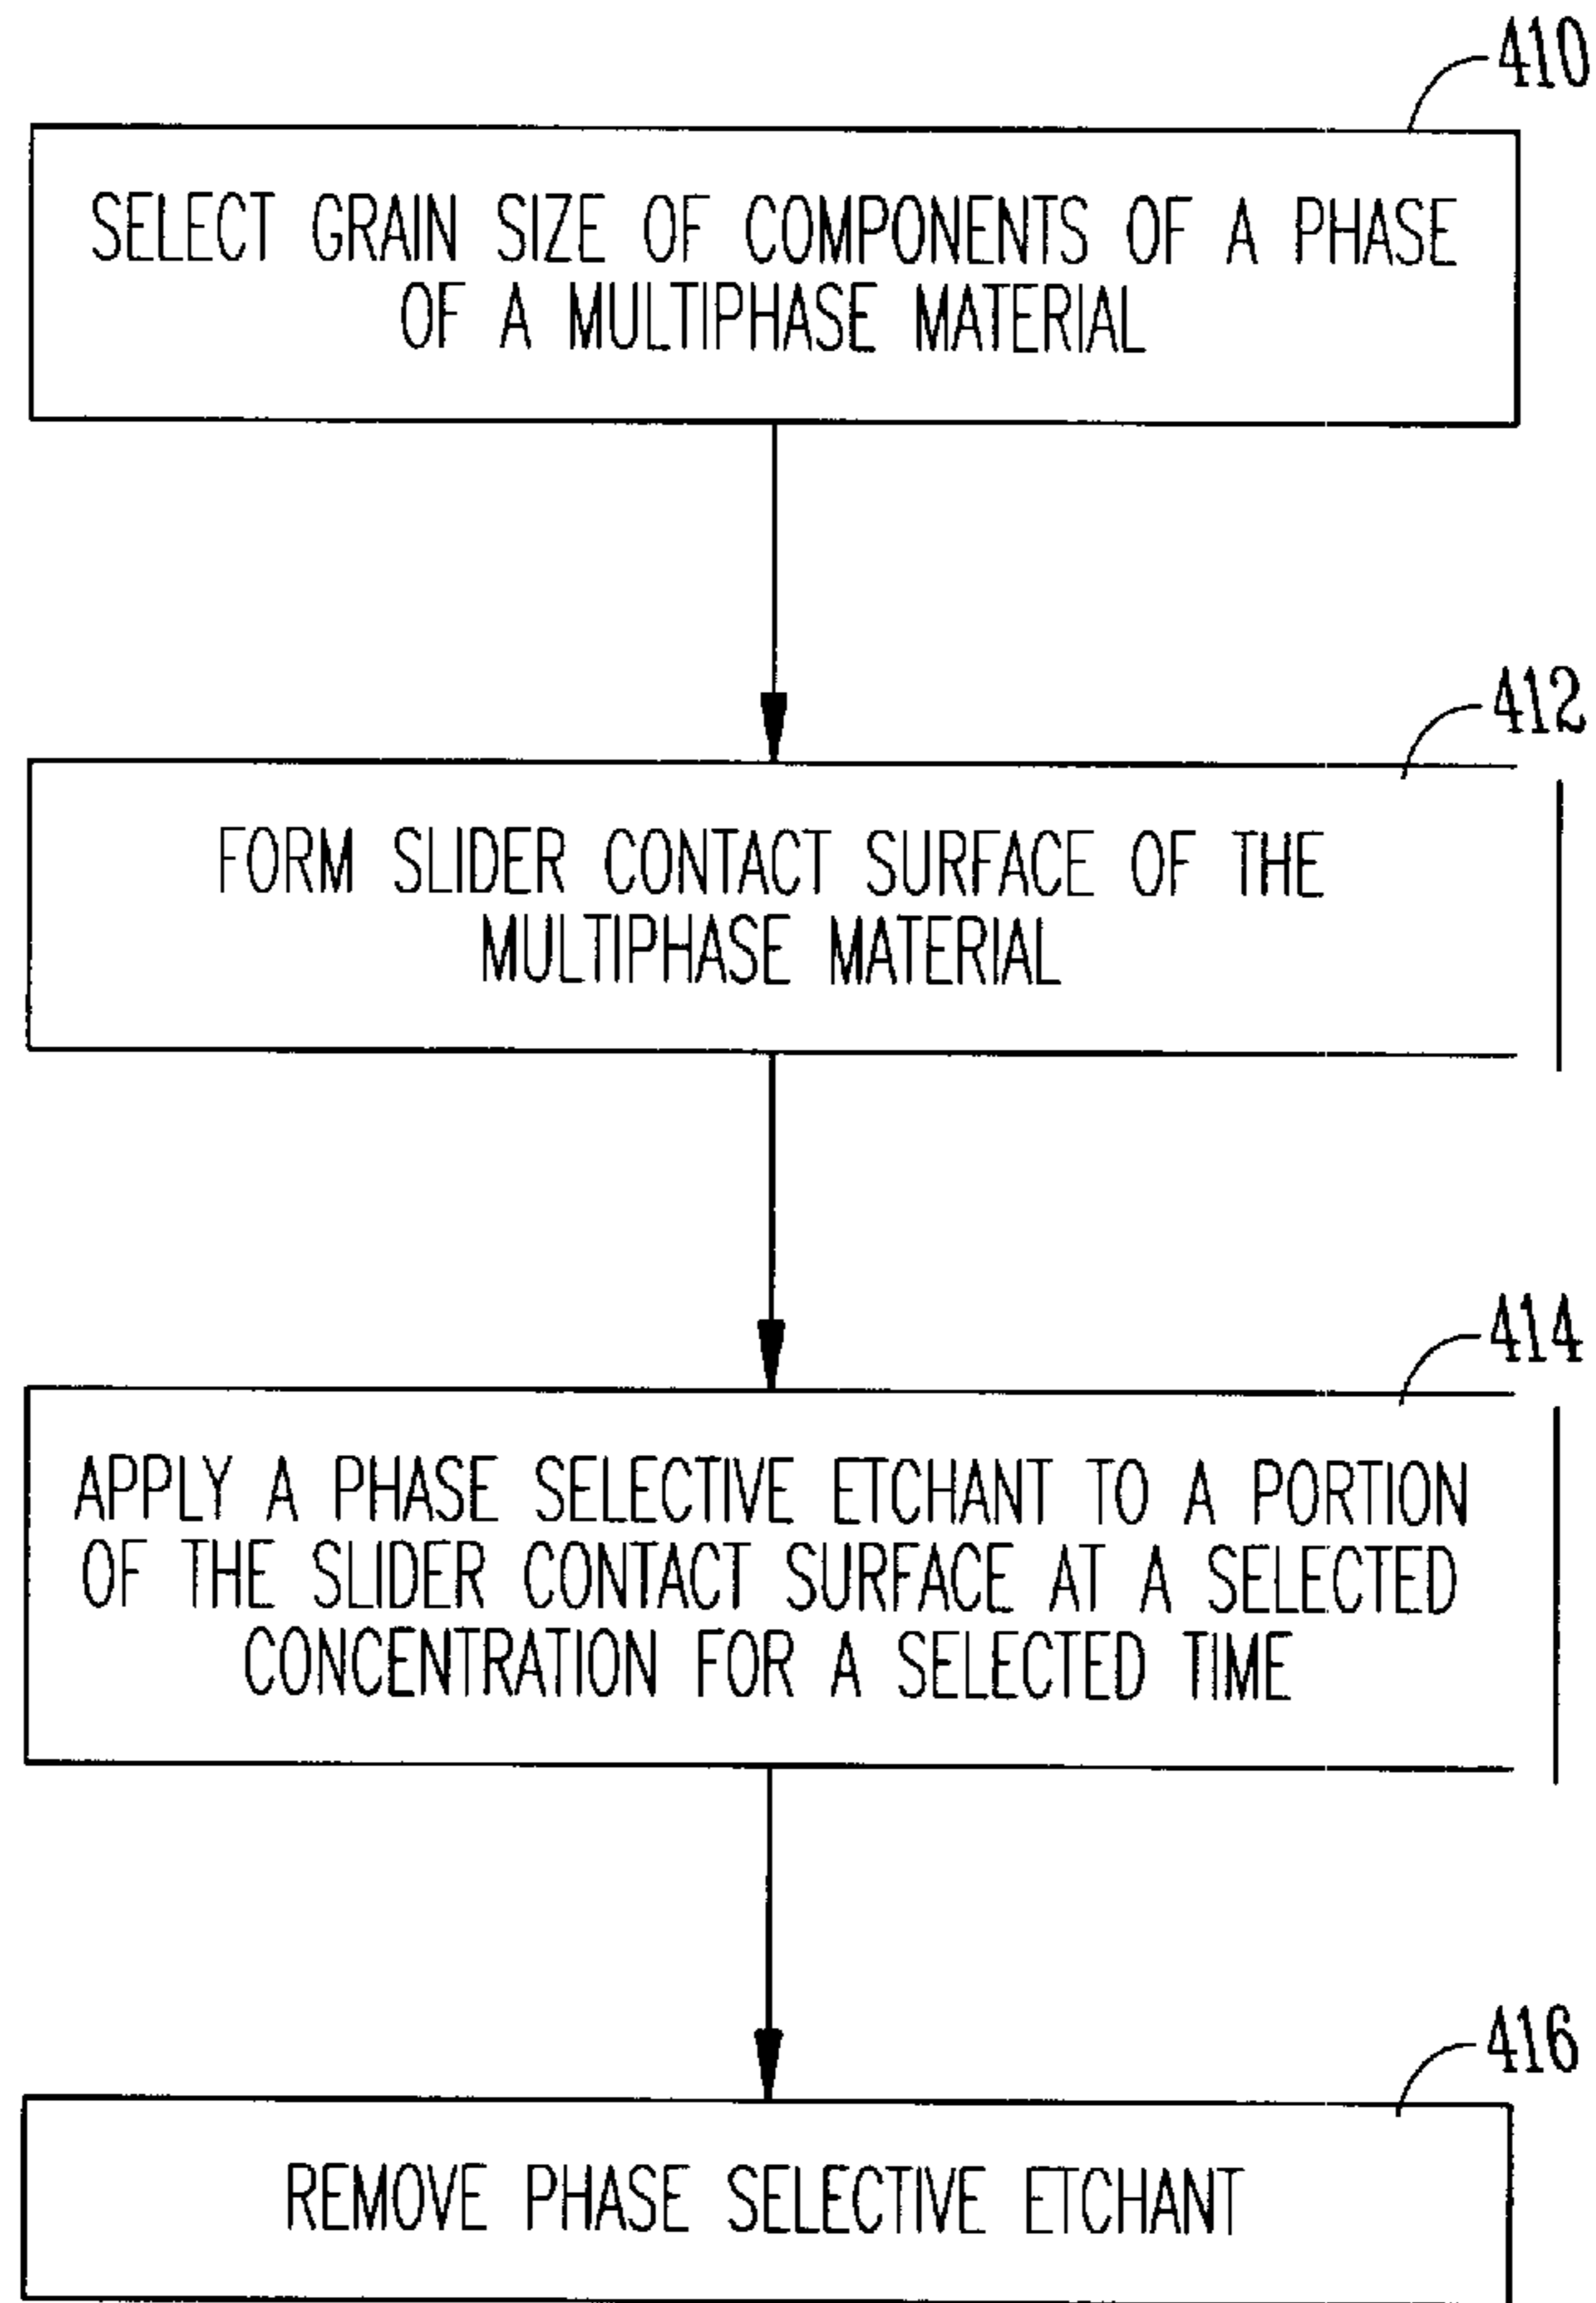 410
SELECT GRAIN SIZE OF COMPONENTS OF A PHASE
OF A MULTIPHASE MATERIAL
412
FORM SLIDER CONTACT SURFACE OF THE
MULTIPHASE MATERIAL
414
APPLY A PHASE SELECTIVE ETCHANT TO A PORTION
OF THE SLIDER CONTACT SURFACE AT A SELECTED
CONCENTRATION FOR A SELECTED TIME
416
REMOVE PHASE SELECTIVE ETCHANT